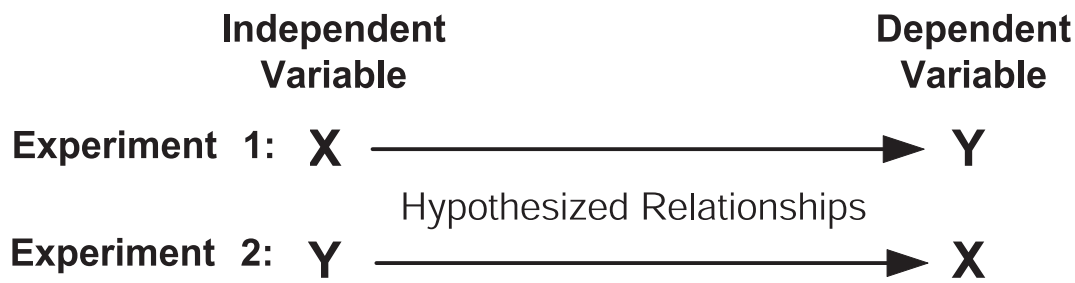 Independent Dependent
Variable Variable
Experiment 1: X Y
Hypothesized Relationships
Experiment 2: Y X